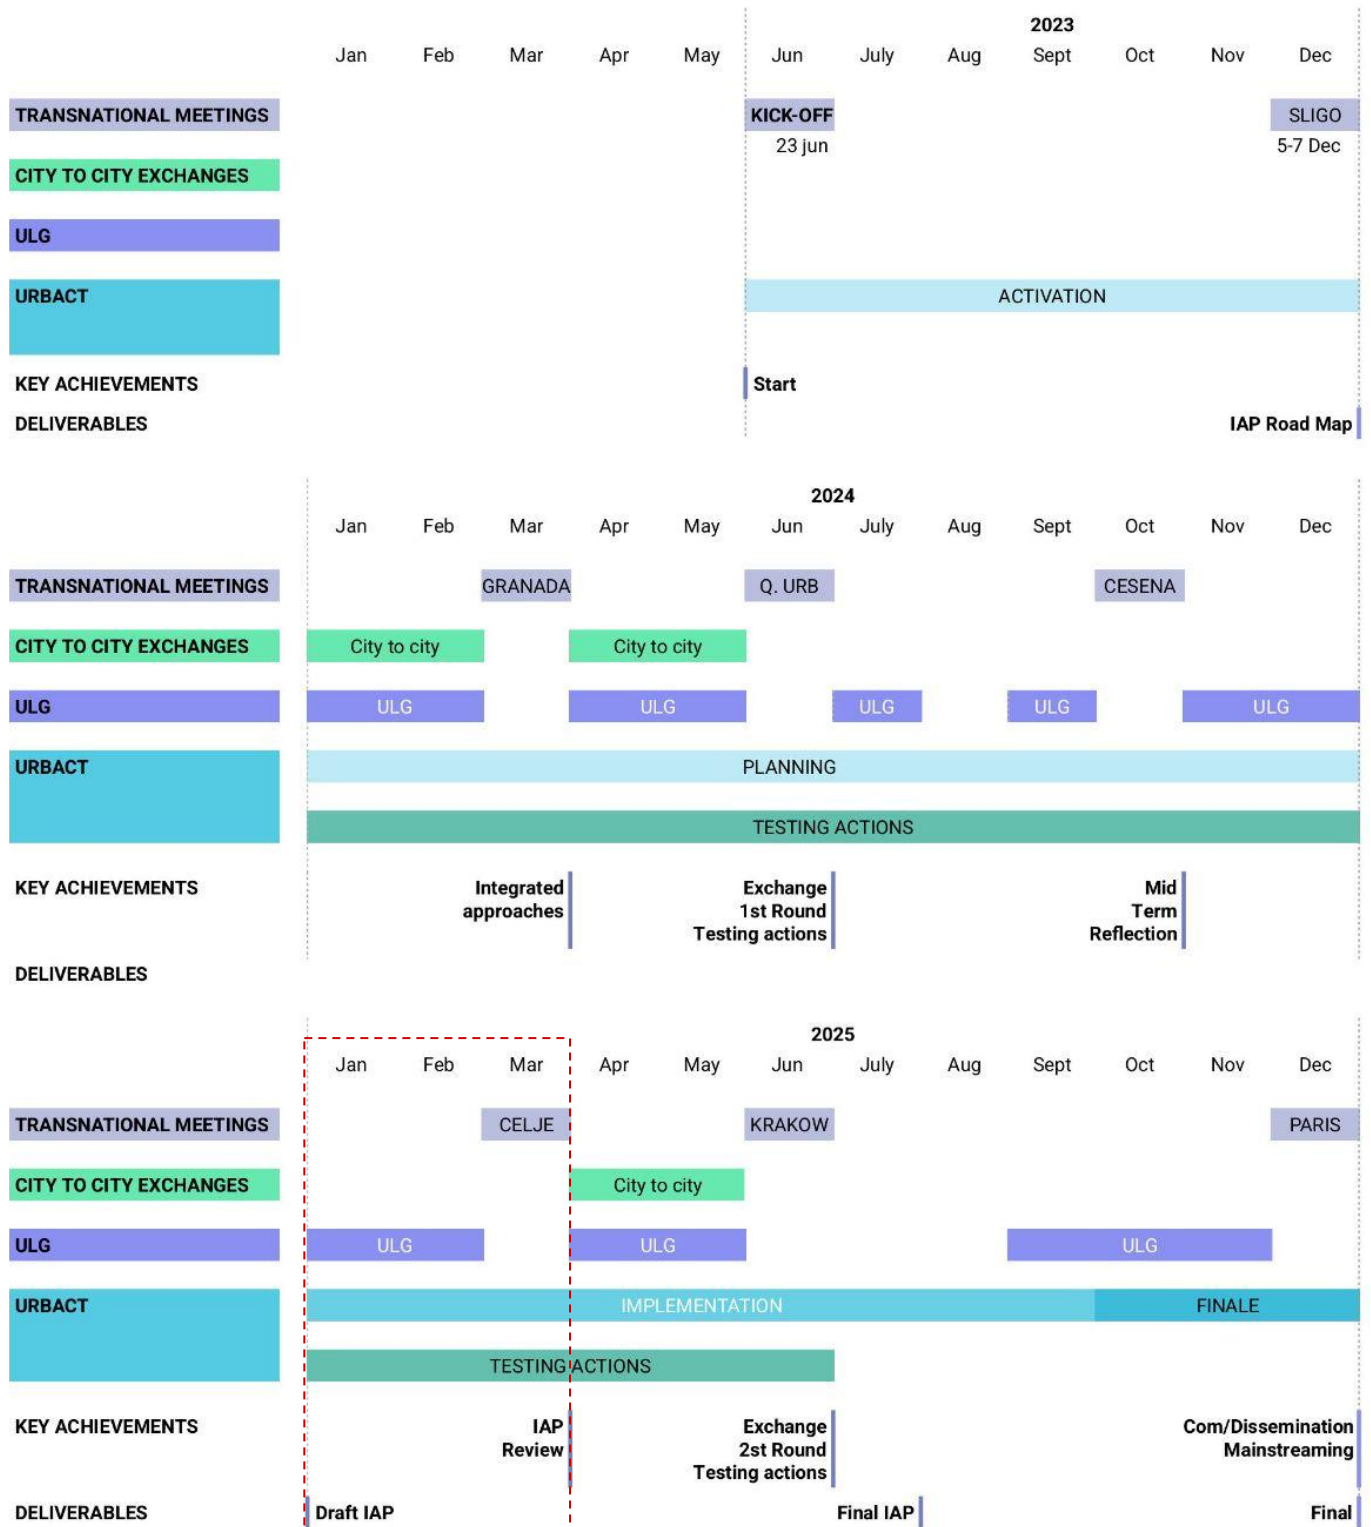 2023
Jan Feb Mar Apr May Jun July Aug Sept Oct Nov Dec
TRANSNATIONAL MEETINGS KICK-OFF SLIGO
23 jun 5-7 Dec
CITY TO CITY EXCHANGES
ULG
URBACT ACTIVATION
KEY ACHIEVEMENTS Start
DELIVERABLES IAP Road Map
2024
Jan Feb Mar Apr May Jun July Aug Sept Oct Nov Dec
TRANSNATIONAL MEETINGS GRANADA Q. URB CESENA
CITY TO CITY EXCHANGES City to city City to city
ULG ULG ULG ULG ULG ULG
URBACT PLANNING
TESTING ACTIONS
KEY ACHIEVEMENTS Integrated Exchange Mid
approaches 1st Round Term
Testing actions Reflection
DELIVERABLES
2025
Jan Feb Mar Apr May Jun July Aug Sept Oct Nov Dec
TRANSNATIONAL MEETINGS CELJE KRAKOW PARIS
CITY TO CITY EXCHANGES City to city
ULG ULG ULG ULG
URBACT IMPLEMENTATION FINALE
TESTING ACTIONS
KEY ACHIEVEMENTS IAP Exchange Com/Dissemination
Review 2st Round Mainstreaming
Testing actions
DELIVERABLES Draft IAP Final IAP Final